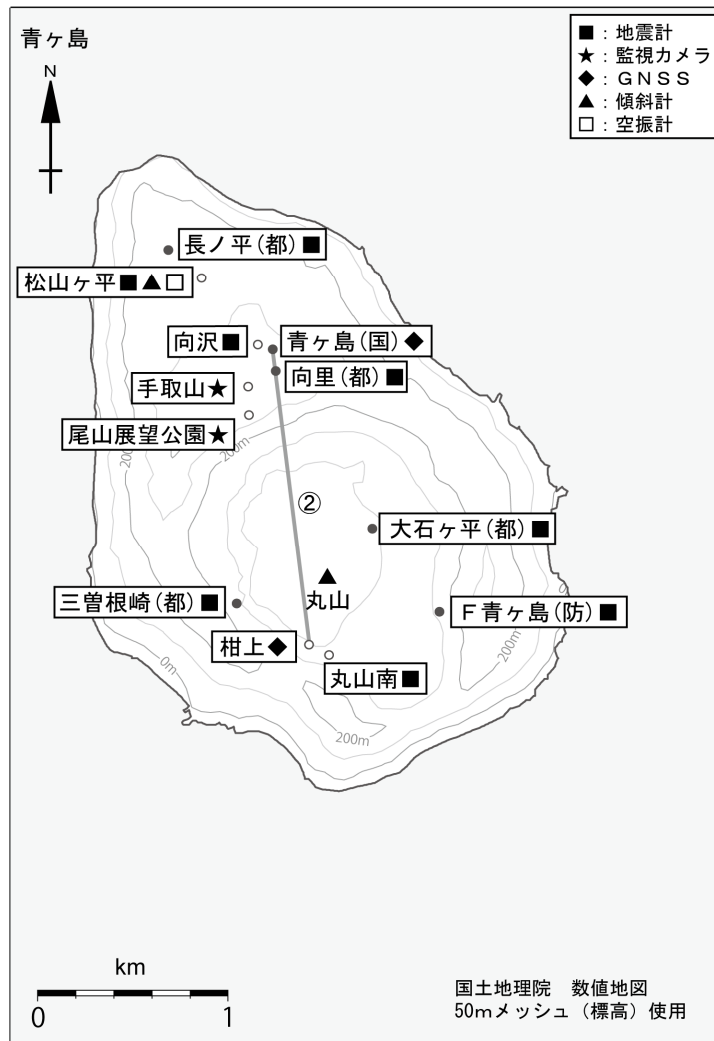 青ヶ島
■：地震計
★：監視カメラ
◆：ＧＮＳＳ
▲：傾斜計
□：空振計
N
長ノ平(都)■
松山ヶ平■▲□
向沢■
青ヶ島(国)◆
向里(都)■
手取山★
尾山展望公園★
200m
200m
②
大石ヶ平(都)■
丸山
三曽根崎(都)■
Ｆ青ヶ島(防)■
0m
柑上◆
丸山南■
200m
0m
200m
km
0 1
国土地理院　数値地図
50mメッシュ（標高）使用